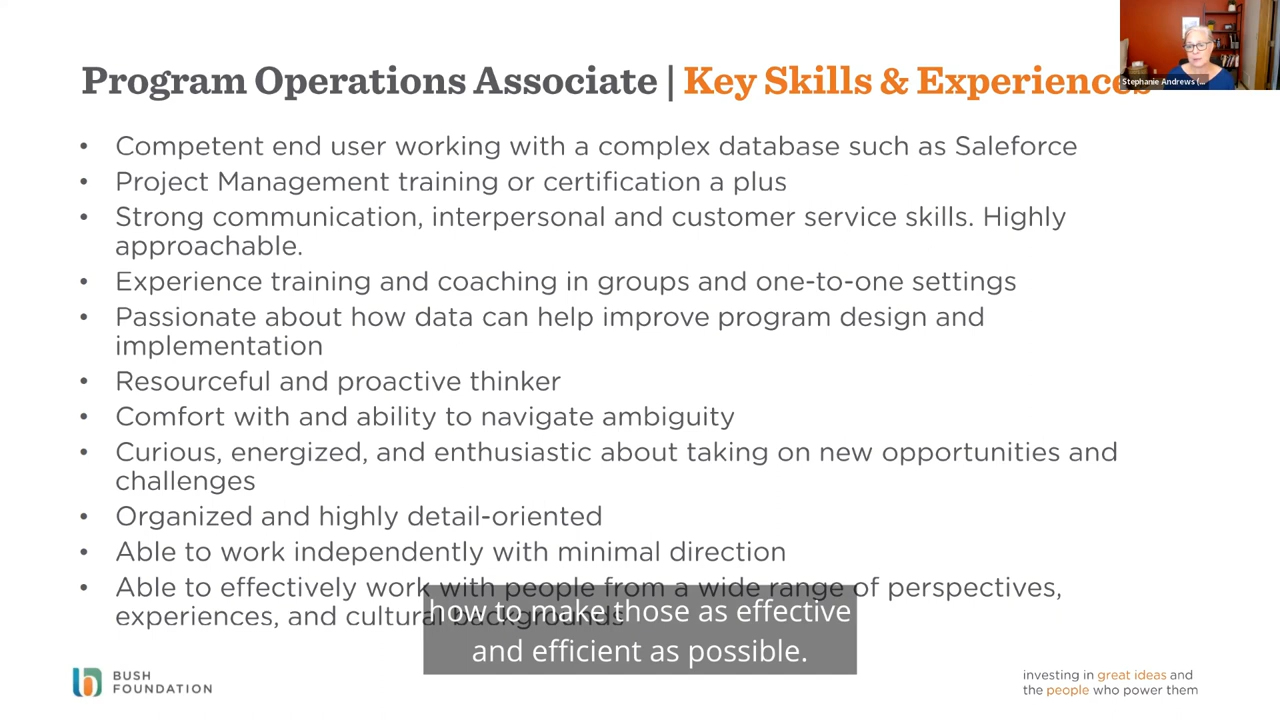 Program Operations Associate | Key Skills & Experiences
Stephanie Andrews (...
• Competent end user working with a complex database such as Saleforce
• Project Management training or certification a plus
• Strong communication, interpersonal and customer service skills. Highly
approachable.
• Experience training and coaching in groups and one-to-one settings
• Passionate about how data can help improve program design and
implementation
• Resourceful and proactive thinker
• Comfort with and ability to navigate ambiguity
• Curious, energized, and enthusiastic about taking on new opportunities and
challenges
• Organized and highly detail-oriented
• Able to work independently with minimal direction
• Able to effectively work with people from a wide range of perspectives,
experiences, and cultural backgrounds
how to make those as effective
and efficient as possible.
BUSH
FOUNDATION
investing in great ideas and
the people who power them